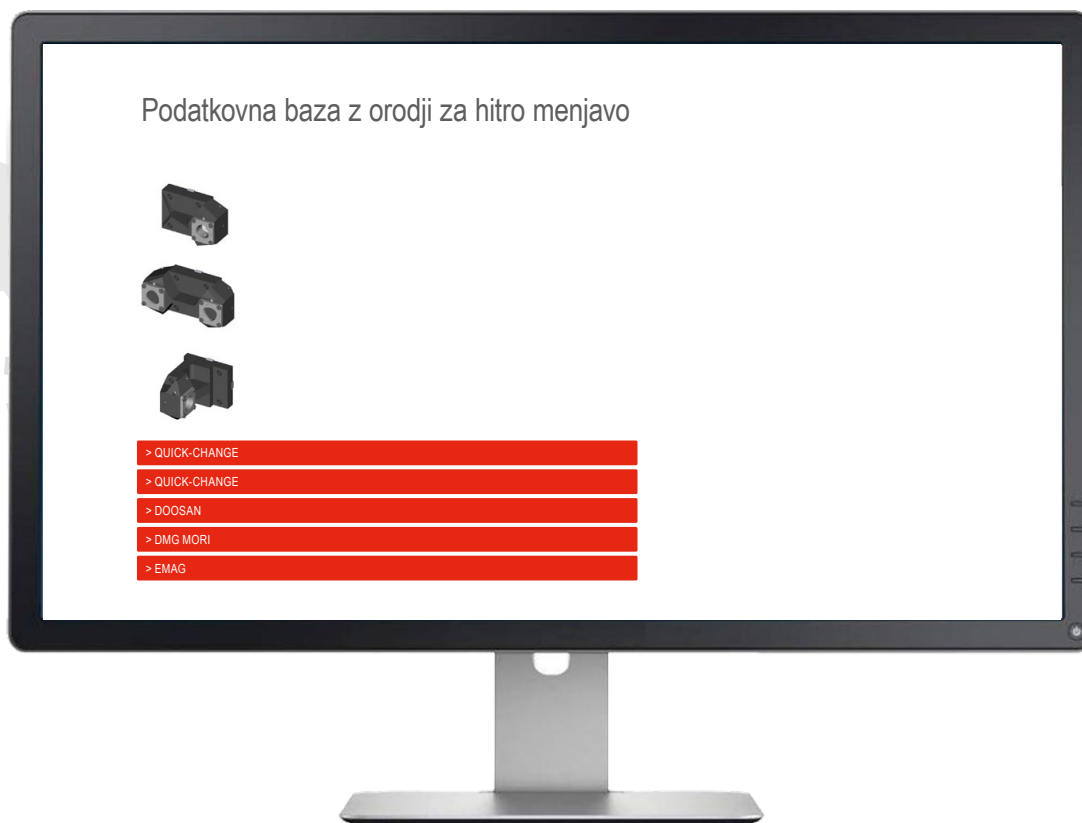 Podatkovna baza z orodji za hitro menjavo
> QUICK-CHANGE
> QUICK-CHANGE
> DOOSAN
> DMG MORI
> EMAG